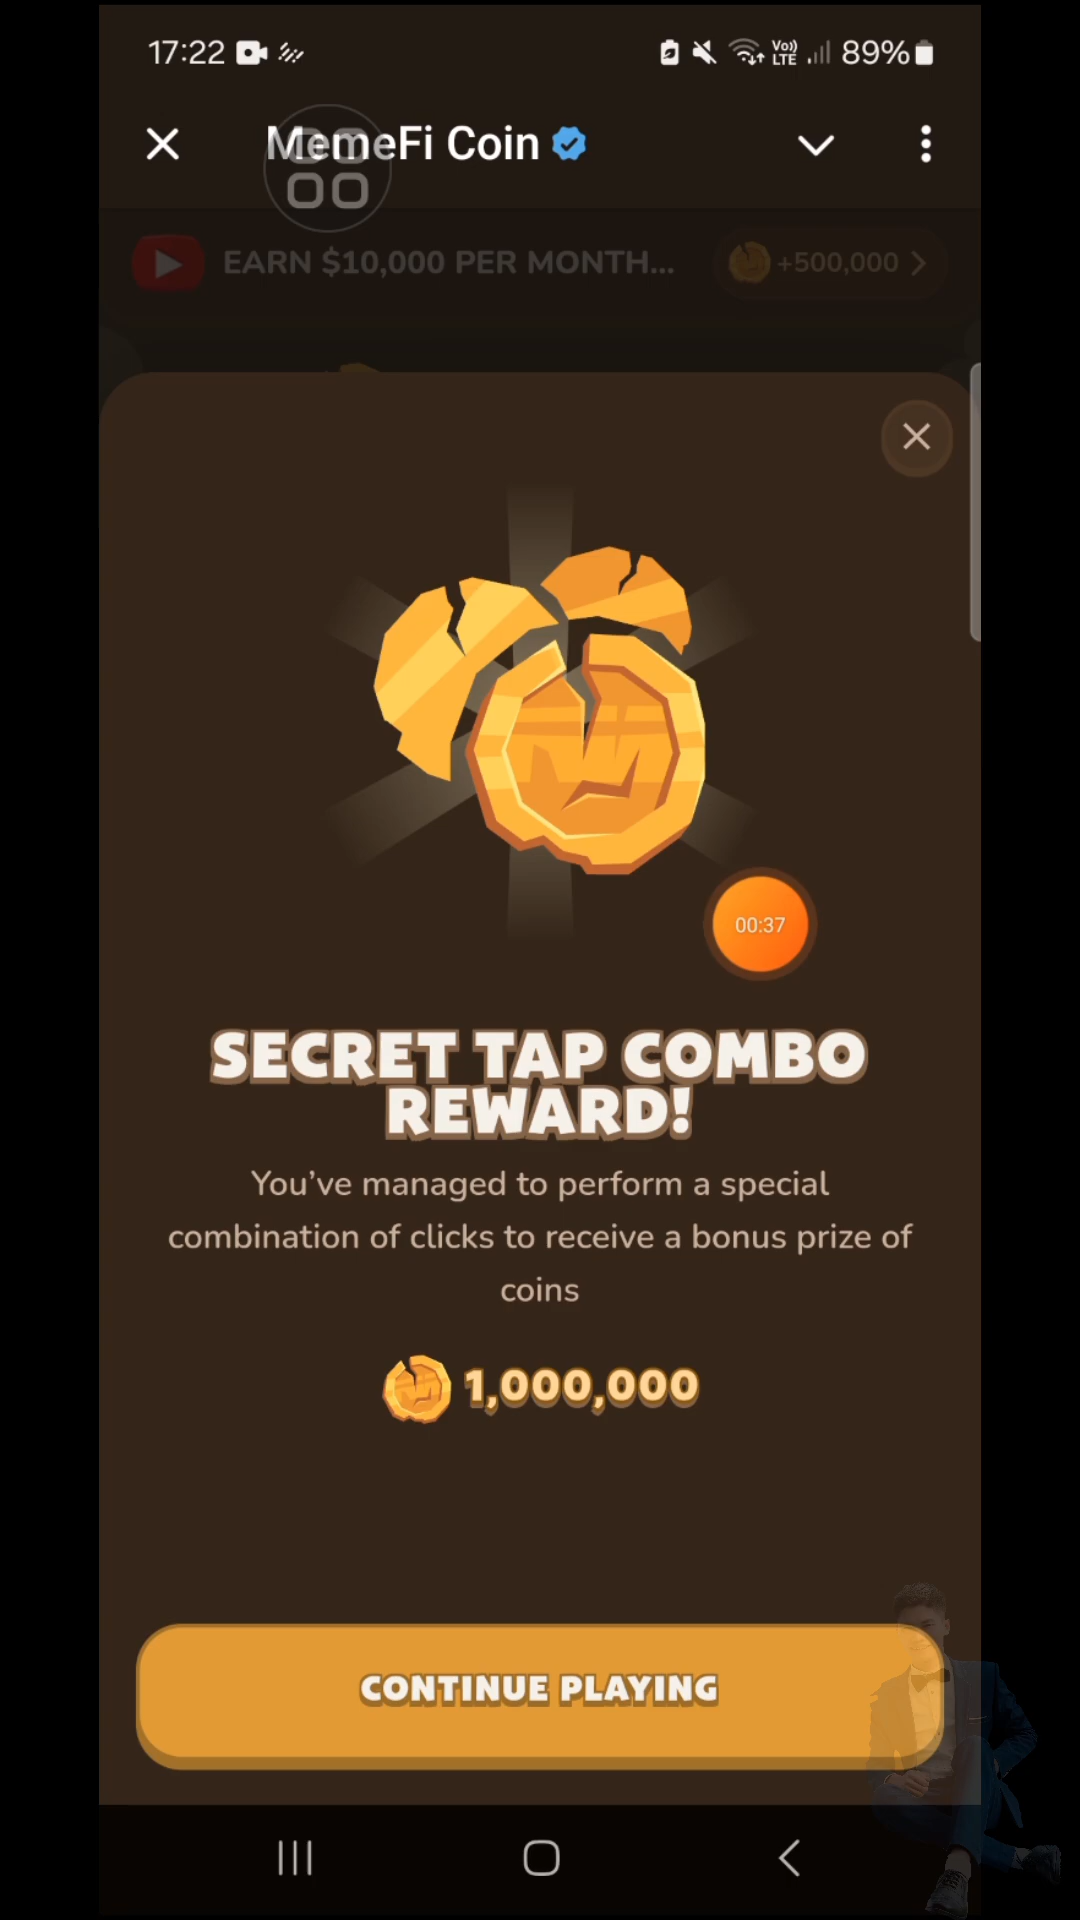 17:22 Vo)) LTE 89%
MemeFi Coin
EARN $10,000 PER MONTH... +500,000
00:37
SECRET TAP COMBO
REWARD!
You’ve managed to perform a special
combination of clicks to receive a bonus prize of
coins
1,000,000
CONTINUE PLAYING